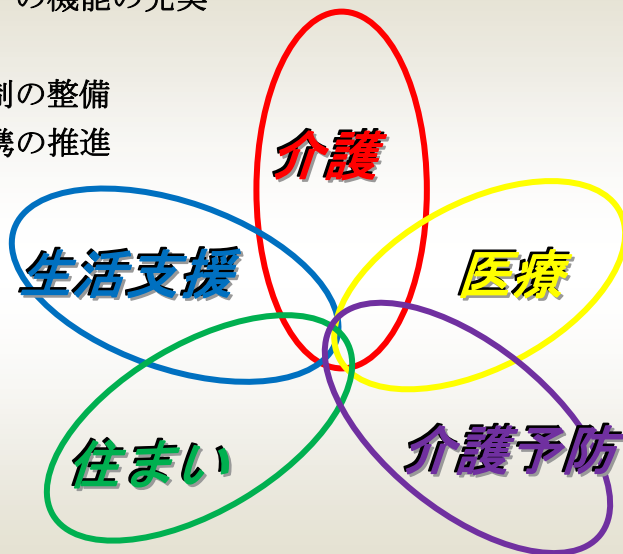 の機能の充実
制の整備
携の推進
介護
生活支援
医療
住まい
介護予防